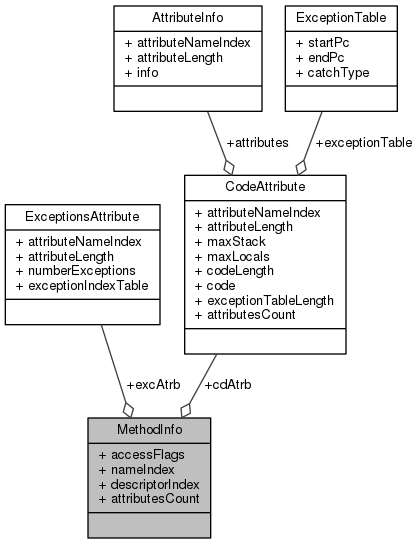 AttributeInfo
+ attributeNameIndex
+ attributeLength
+ info
ExceptionTable
+ startPc
+ endPc
+ catchType
+attributes
+exceptionTable
CodeAttribute
+ attributeNameIndex
+ attributeLength
+ maxStack
+ maxLocals
+ codeLength
+ code
+ exceptionTableLength
+ attributesCount
ExceptionsAttribute
+ attributeNameIndex
+ attributeLength
+ numberExceptions
+ exceptionIndexTable
+excAtrb
+cdAtrb
MethodInfo
+ accessFlags
+ nameIndex
+ descriptorIndex
+ attributesCount